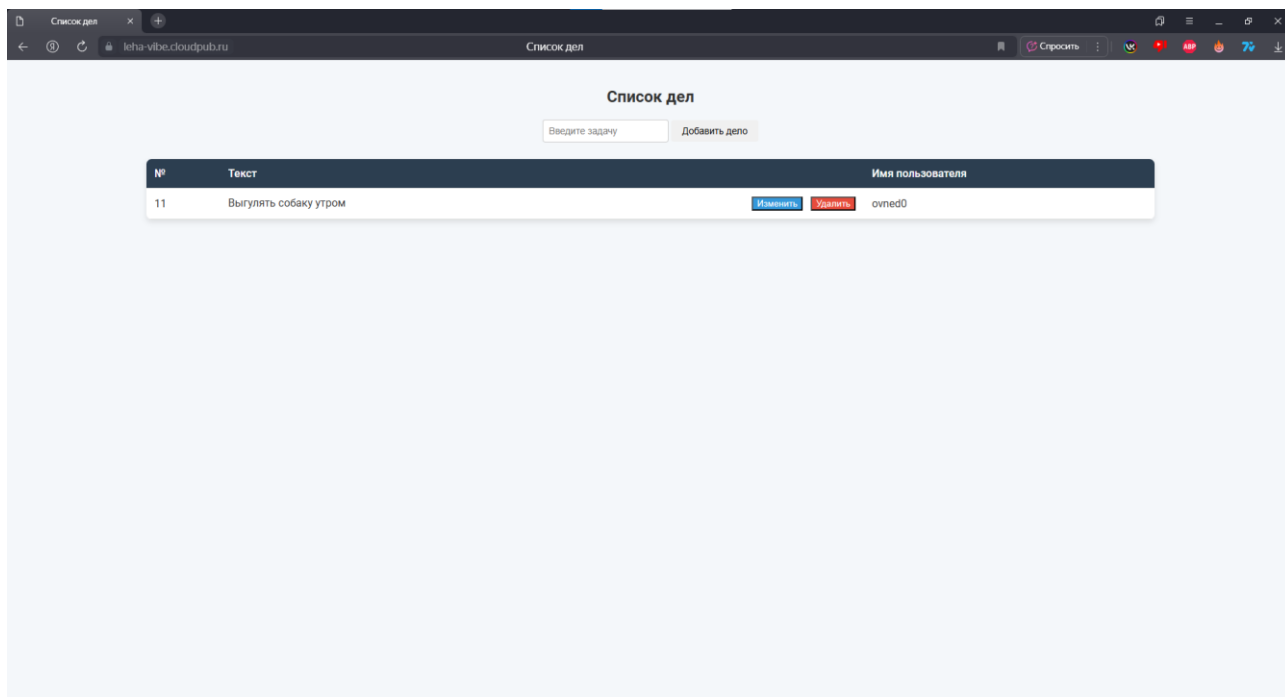 Список дел
leha-vibe.cloudpub.ru Список дел Спросить
Список дел
Введите задачу Добавить дело
№ Текст Имя пользователя
11 Выгулять собаку утром Изменить Удалить ovned0